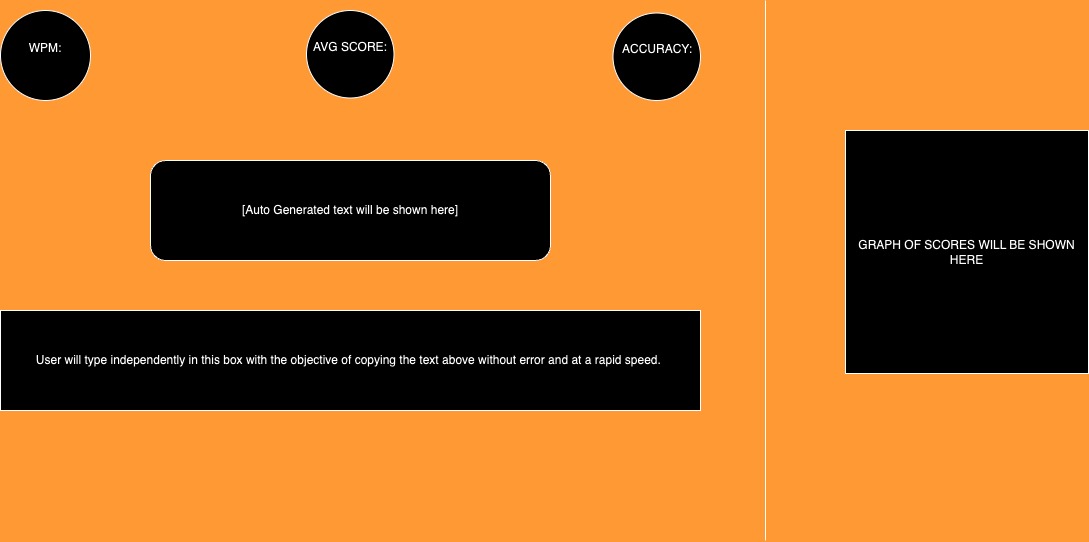 WPM:
AVG SCORE:
ACCURACY:
[Auto Generated text will be shown here]
User will type independently in this box with the objective of copying the text above without error and at a rapid speed.
GRAPH OF SCORES WILL BE SHOWN
HERE